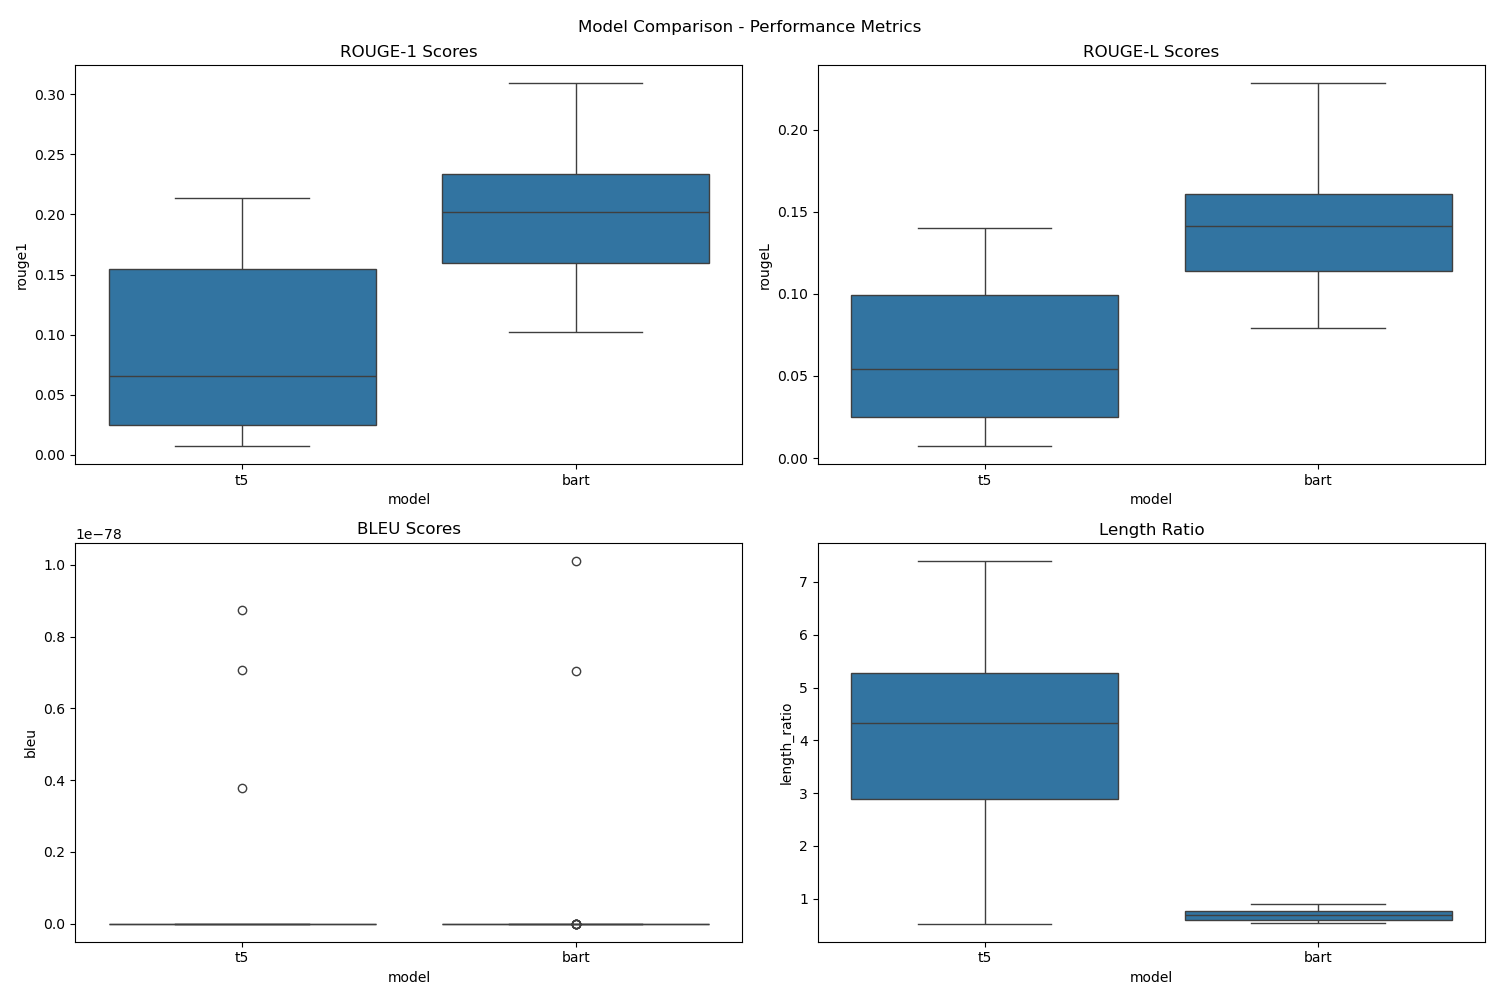 Model Comparison - Performance Metrics
ROUGE-1 Scores
0.30
0.25
0.20
0.15
0.10
0.05
0.00
rouge1
t5
bart
model
ROUGE-L Scores
0.20
0.15
0.10
0.05
0.00
rougeL
t5
bart
model
BLEU Scores
1e−78
1.0
0.8
0.6
0.4
0.2
0.0
bleu
t5
bart
model
Length Ratio
7
6
5
4
3
2
1
length_ratio
t5
bart
model